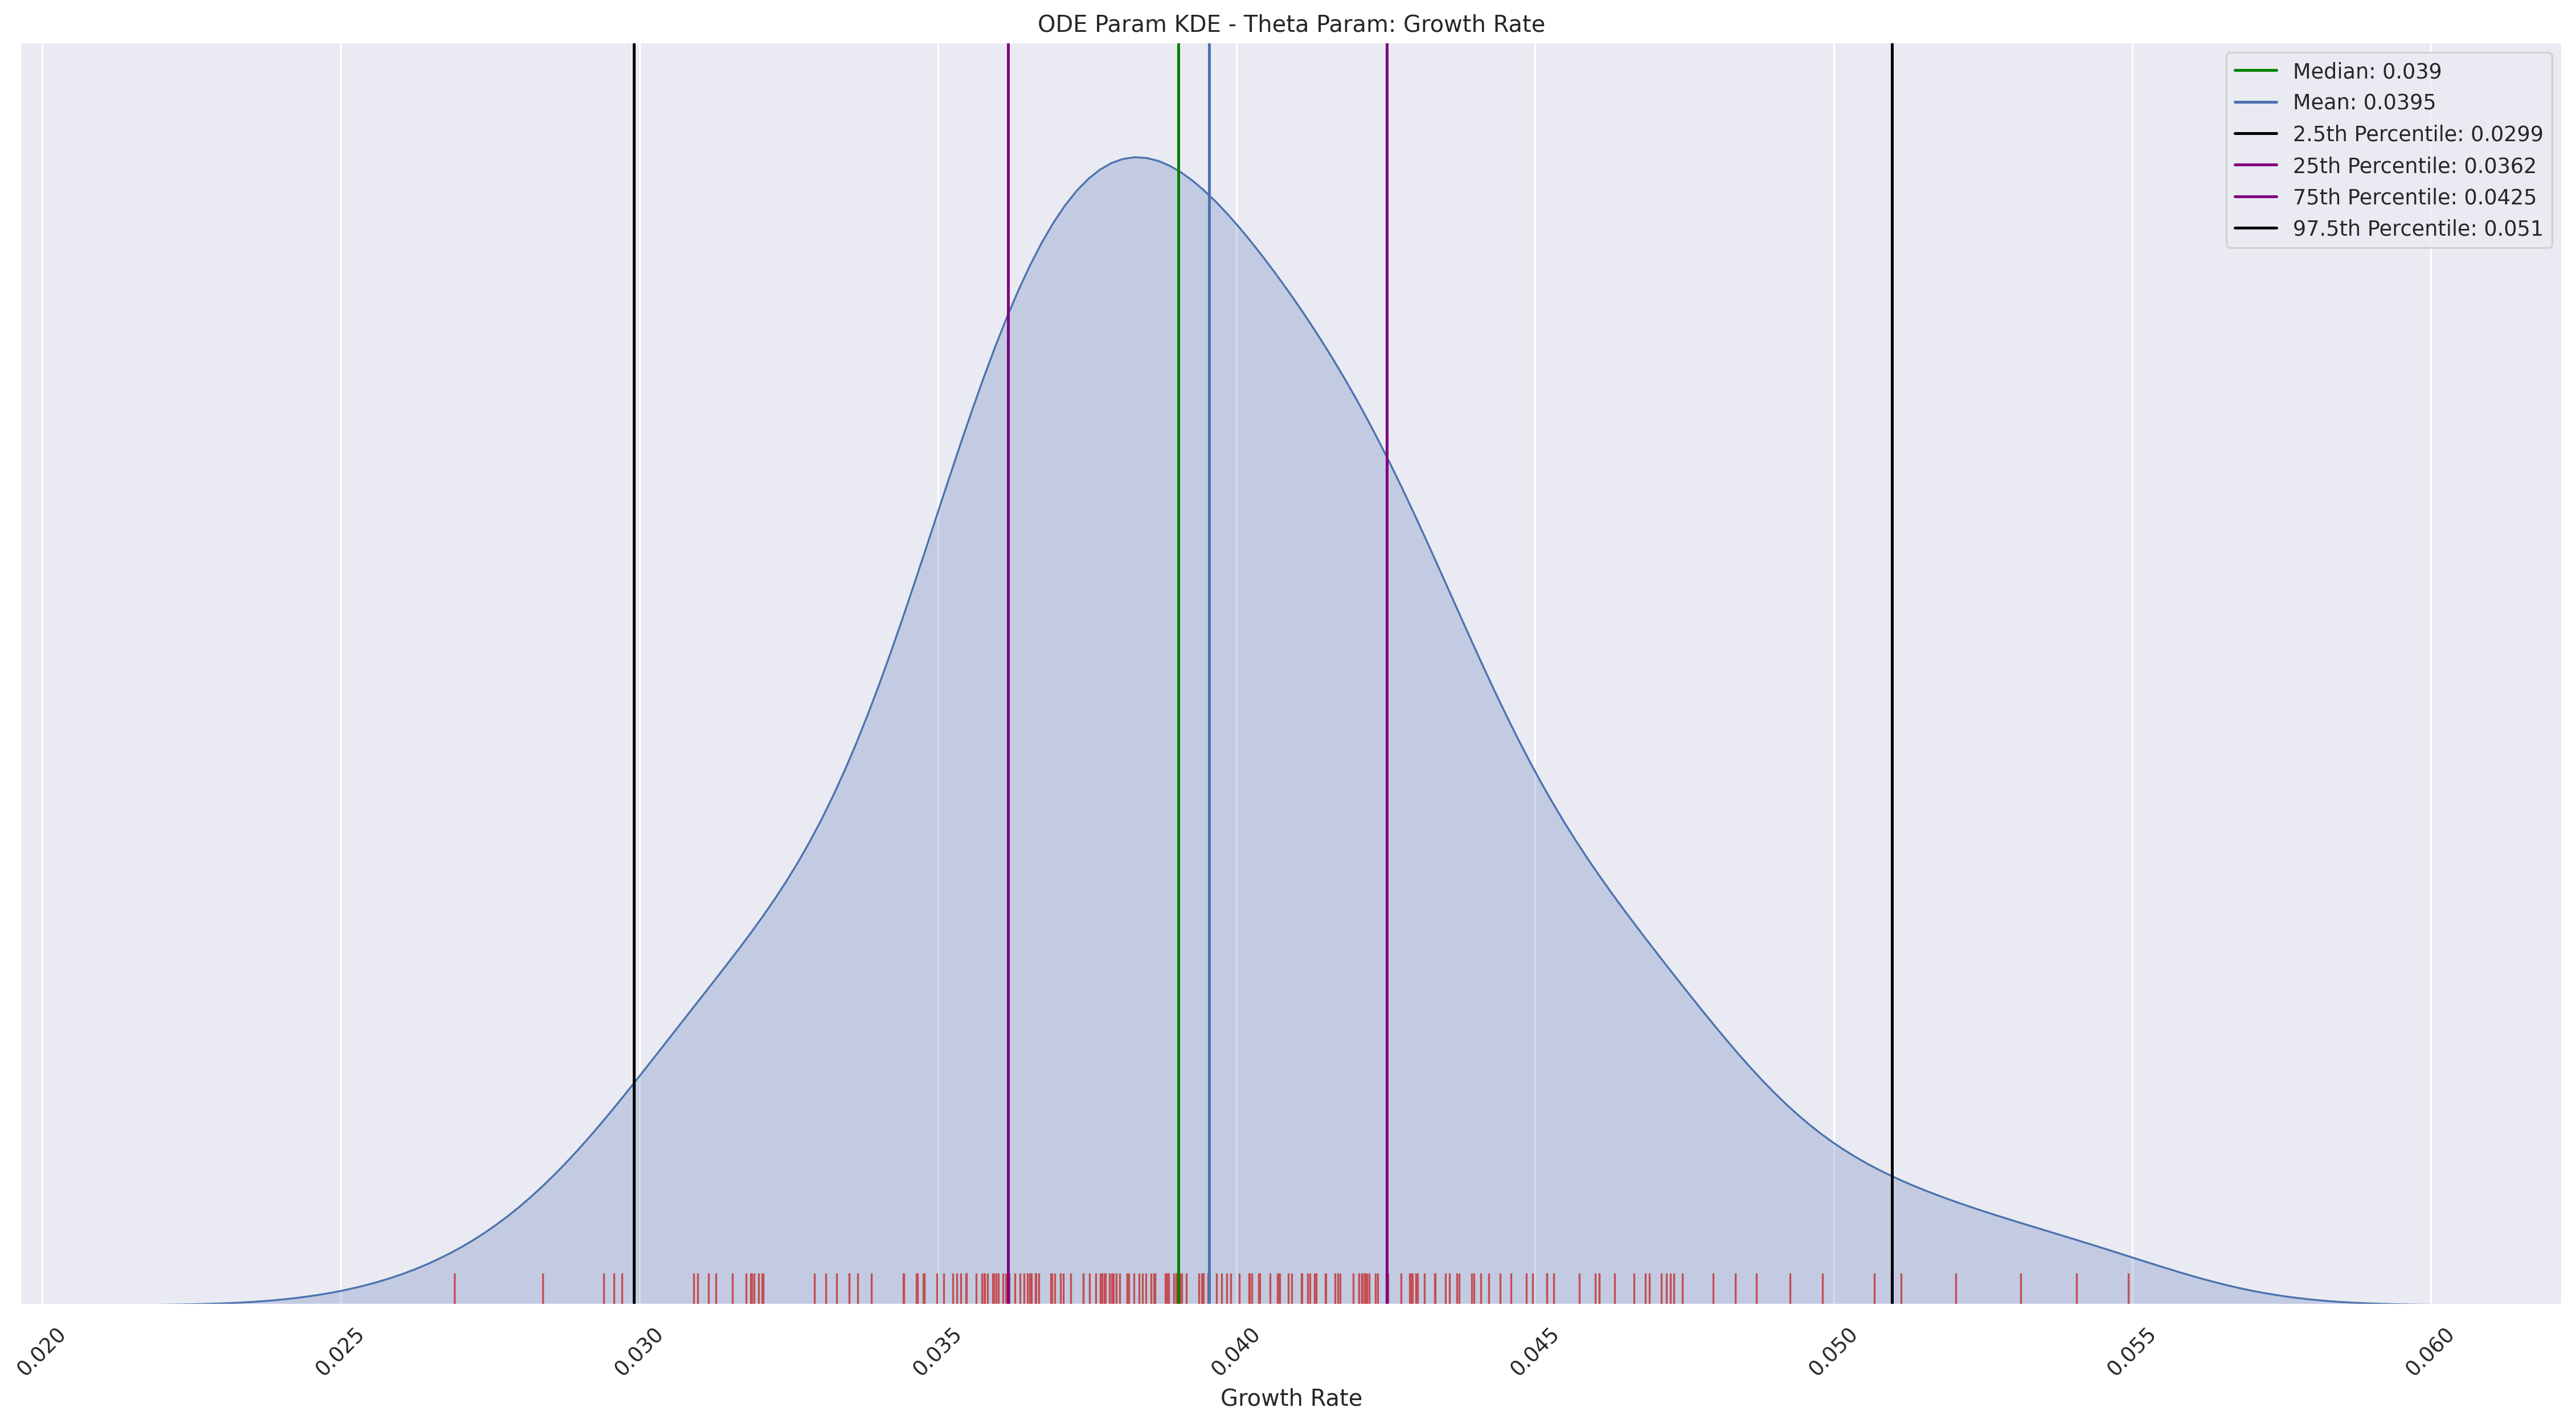 ODE Param KDE - Theta Param: Growth Rate
Median: 0.039
Mean: 0.0395
2.5th Percentile: 0.0299
25th Percentile: 0.0362
75th Percentile: 0.0425
97.5th Percentile: 0.051
0.020
0.025
0.030
0.035
0.040
0.045
0.050
0.055
0.060
Growth Rate